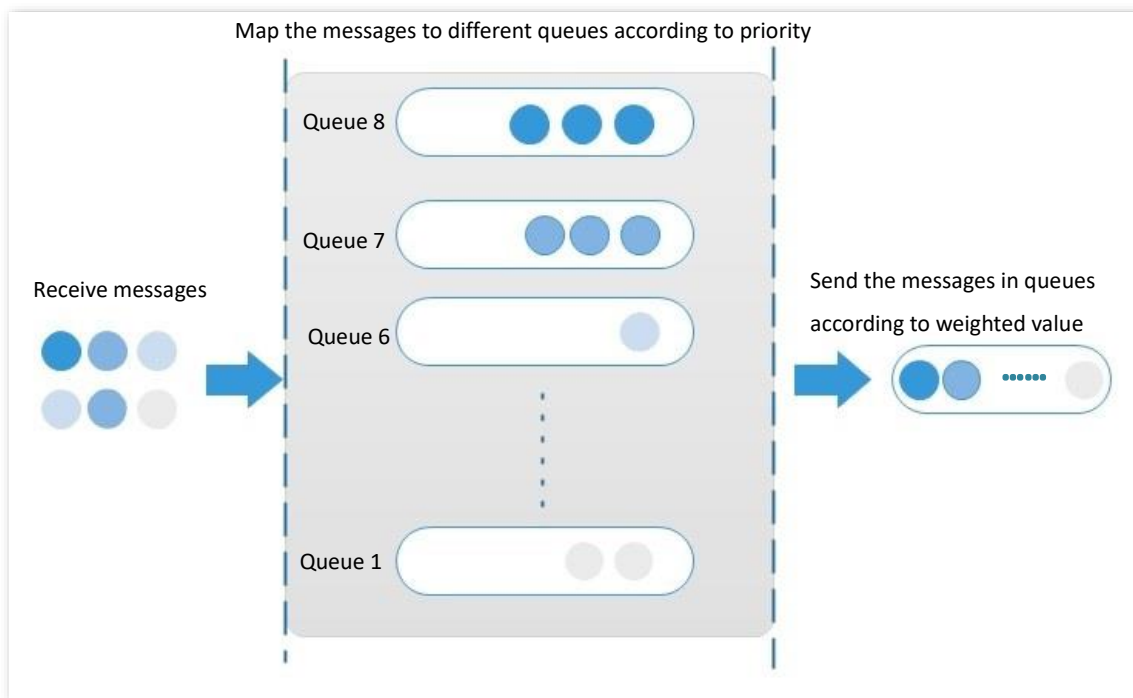 Map the messages to different queues according to priority
Queue 8
Queue 7
Receive messages
Queue 6
Send the messages in queues
according to weighted value
Queue 1